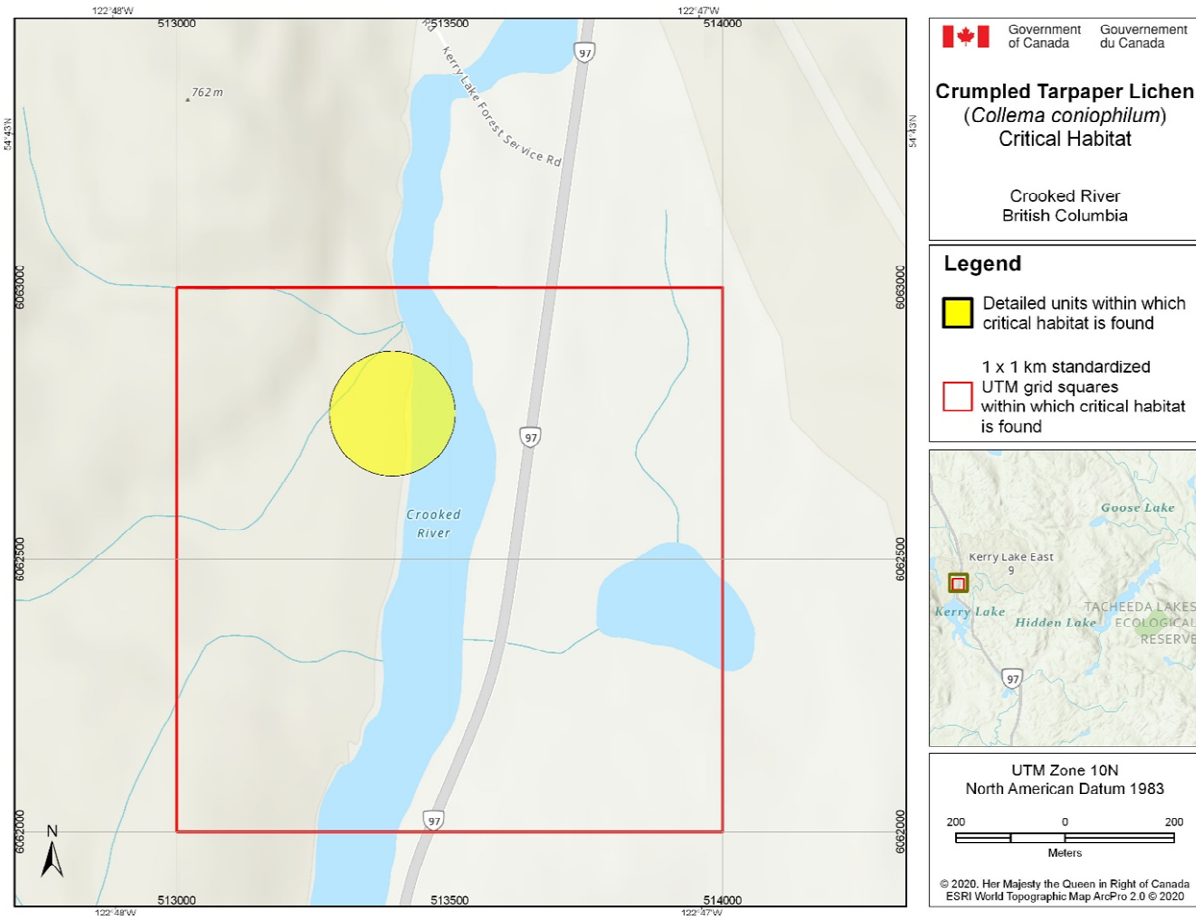 122°48'W
122°47'W
513000
513500
514000
54°43'N
54°43'N
762 m
Rd
Kerry Lake Forest Service Rd
97
6063000
6063000
97
Crooked
River
6062500
6062500
97
6062000
6062000
N
513000
513500
514000
122°48'W
122°47'W
Government
of Canada
Gouvernement
du Canada
Crumpled Tarpaper Lichen
(Collema coniophilum)
Critical Habitat
Crooked River
British Columbia
Legend
Detailed units within which
critical habitat is found
1 x 1 km standardized
UTM grid squares
within which critical habitat
is found
Goose Lake
Kerry Lake East
9
Kerry Lake
Hidden Lake
TACHEEDA LAKES
ECOLOGICAL
RESERVE
97
UTM Zone 10N
North American Datum 1983
200
0
200
Meters
© 2020. Her Majesty the Queen in Right of Canada
ESRI World Topographic Map ArcPro 2.0 © 2020